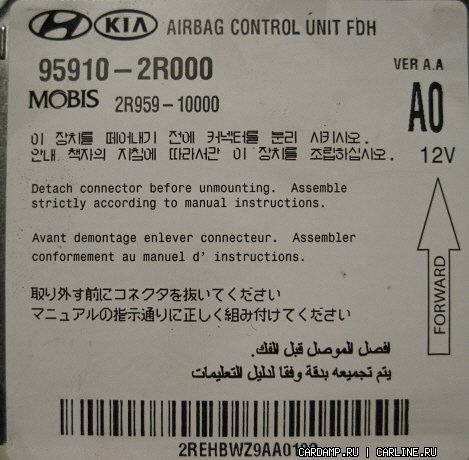 KIA AIRBAG CONTROL UNIT FDH
95910-2R000
VER A.A
MOBIS 2R959-10000
A0
이 장치를 떼어내기 전에 커넥터를 분리 시키시오.
안내 책자의 지침에 따라서만 이 장치를 조립하십시오.
12V
Detach connector before unmounting. Assemble
strictly according to manual instructions.
Avant demontage enlever connecteur. Assembler
conformement au manuel d' instructions.
FORWARD
取り外す前にコネクタを抜いてください
マニュアルの指示通りに正しく組み付けてください
افصل الموصل قبل الفك.
يتم تجميعه بدقة وفقا لدليل التعليمات
CARDAMP.RU | CARLINE.RU